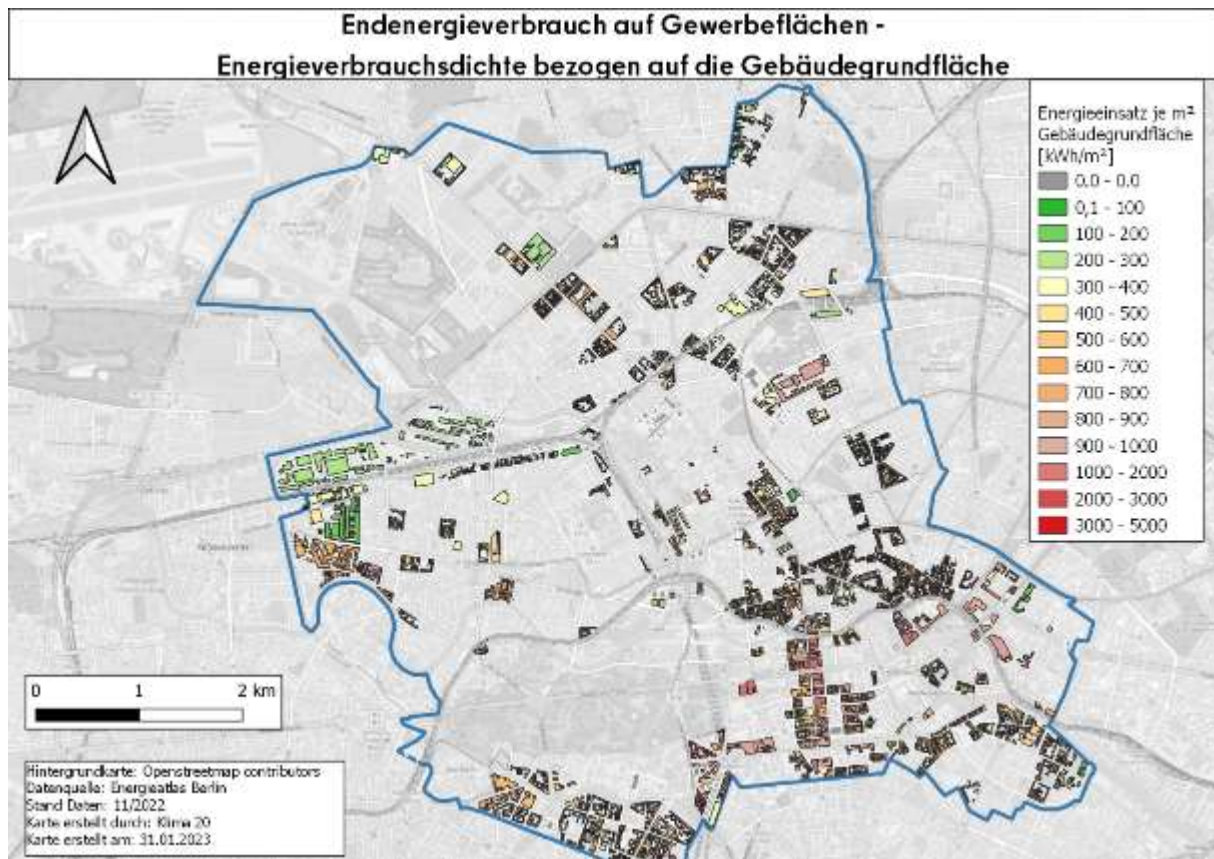 Endenergieverbrauch auf Gewerbeflächen -
Energieverbrauchsdichte bezogen auf die Gebäudegrundfläche
Energieeinsatz je m²
Gebäudegrundfläche
[kWh/m²]
0,0 - 0,0
0,1 - 100
100 - 200
200 - 300
300 - 400
400 - 500
500 - 600
600 - 700
700 - 800
800 - 900
900 - 1000
1000 - 2000
2000 - 3000
3000 - 5000
0 1 2 km
Hintergrundkarte: Openstreetmap contributors
Datenquelle: Energieatlas Berlin
Stand Daten: 11/2022
Karte erstellt durch: Klima 20
Karte erstellt am: 31.01.2023